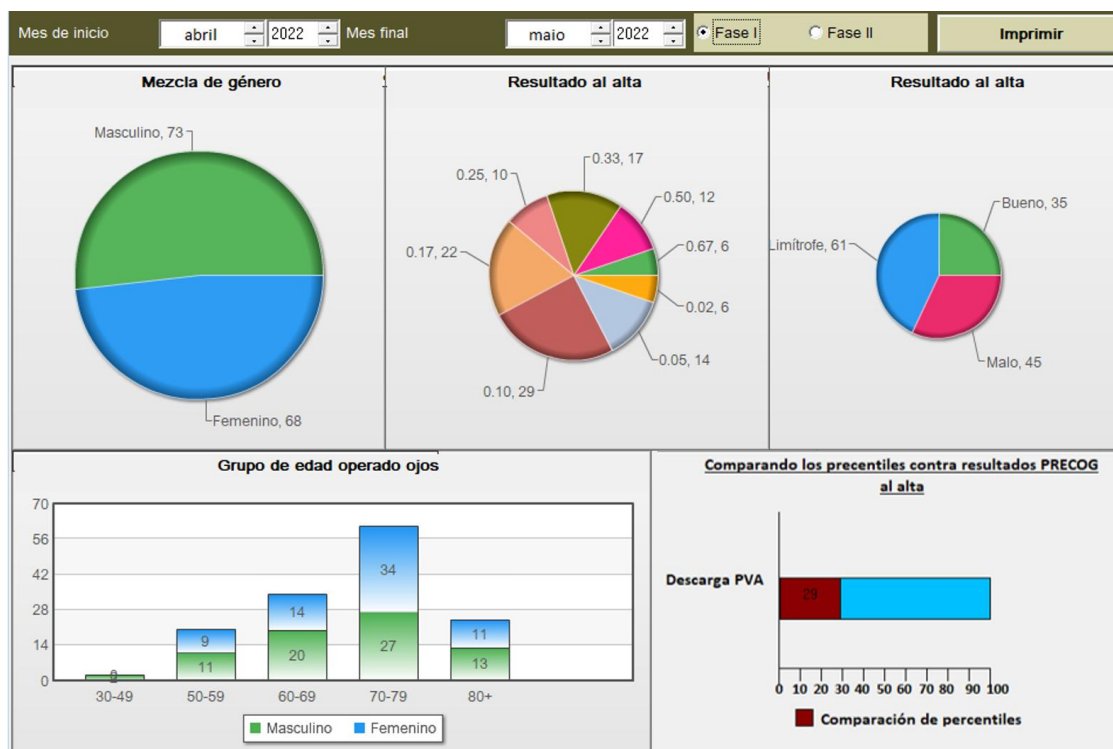 Mes de inicio abril 2022 Mes final maio 2022 Fase I Fase II Imprimir
Mezcla de género
Masculino, 73
Femenino, 68
Resultado al alta
0.33, 17
0.25, 10
0.50, 12
0.17, 22
0.67, 6
0.02, 6
0.05, 14
0.10, 29
Resultado al alta
Bueno, 35
Limítrofe, 61
Malo, 45
Grupo de edad operado ojos
70
56
42
28
14
0
9
11
14
20
34
27
11
13
30-49 50-59 60-69 70-79 80+
Masculino Femenino
Comparando los precentiles contra resultados PRECOG
al alta
Descarga PVA
29
0 10 20 30 40 50 60 70 80 90 100
Comparación de percentiles